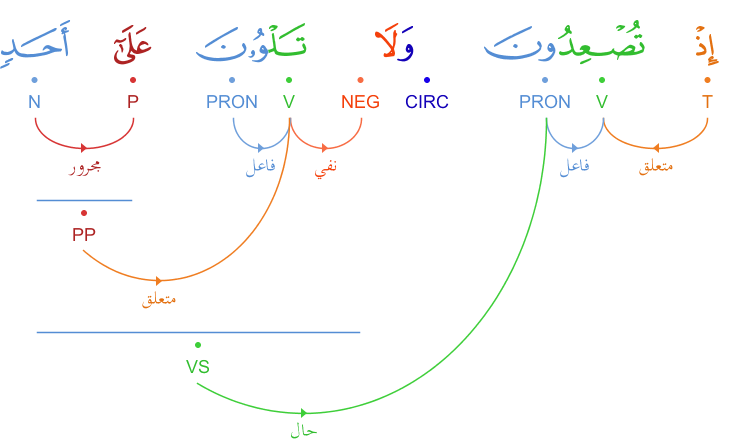 إِذْ تُصْعِدُونَ وَلَا تَلْوُۥنَ عَلَىٰٓ أَحَدٍ
T V PRON CIRC NEG V PRON P N
متعلق فاعل نفي فاعل مجرور
PP
متعلق
VS
حال